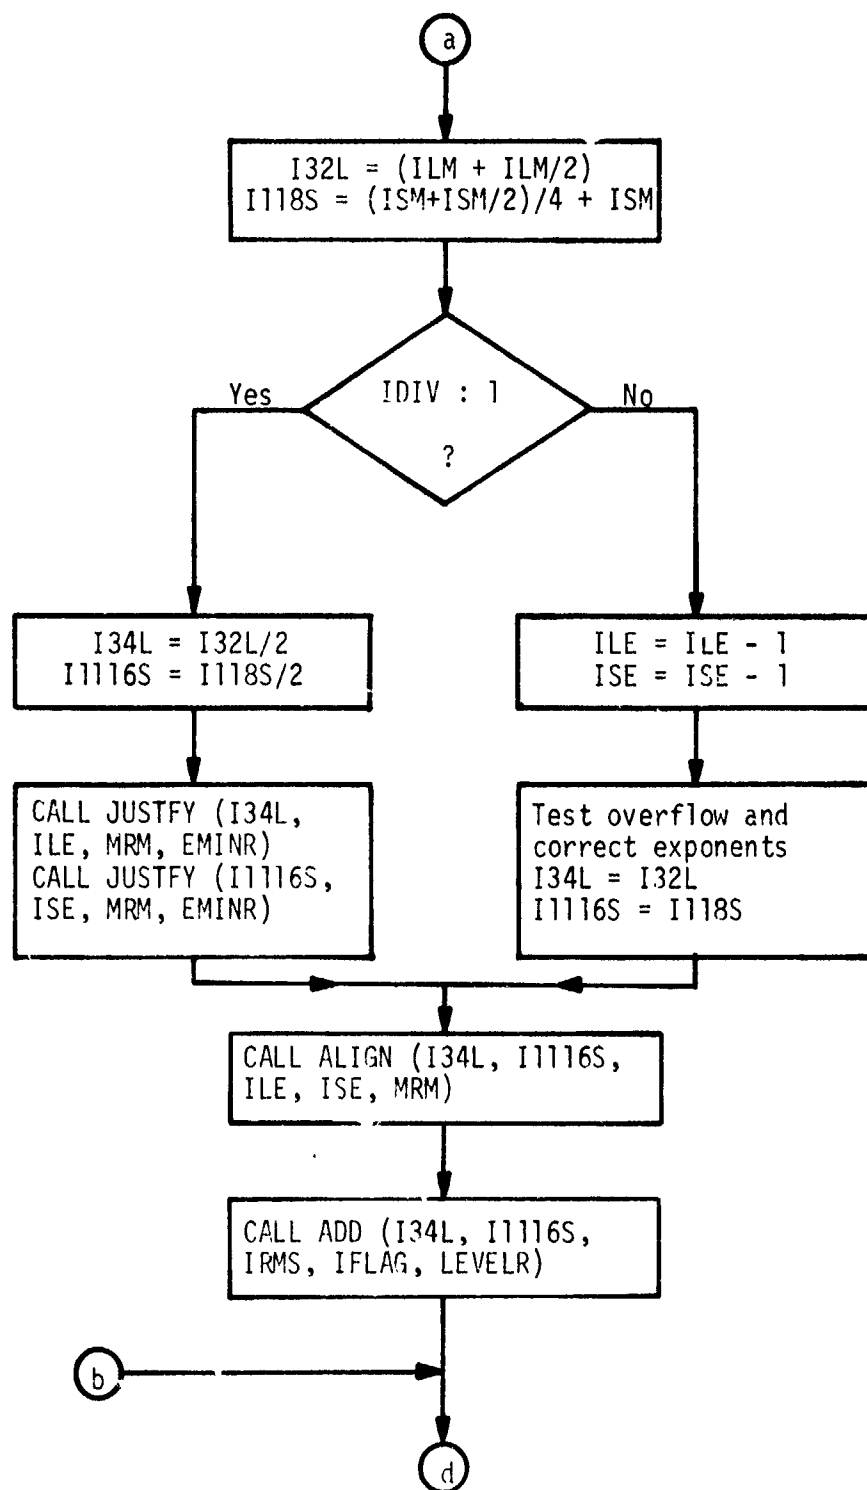 a
I32L = (ILM + ILM/2)
I118S = (ISM+ISM/2)/4 + ISM
IDIV : 1
Yes
No
?
I34L = I32L/2
I1116S = I118S/2
ILE = ILE - 1
ISE = ISE - 1
CALL JUSTFY (I34L,
ILE, MRM, EMINR)
CALL JUSTFY (I1116S,
ISE, MRM, EMINR)
Test overflow and
correct exponents
I34L = I32L
I1116S = I118S
CALL ALIGN (I34L, I1116S,
ILE, ISE, MRM)
CALL ADD (I34L, I1116S,
IRMS, IFLAG, LEVELR)
b
d